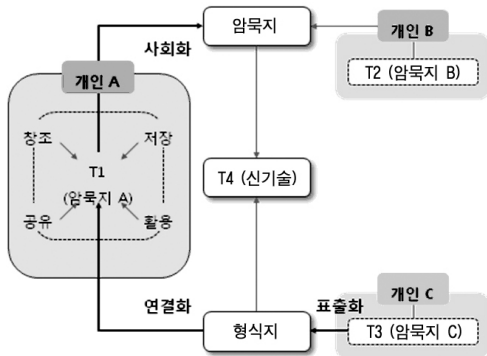 암묵지
사회화
개인 A
개인 B
T2 (암묵지 B)
창조
저장
T1
(암묵지 A)
공유
활용
T4 (신기술)
연결화
형식지
표출화
개인 C
T3 (암묵지 C)